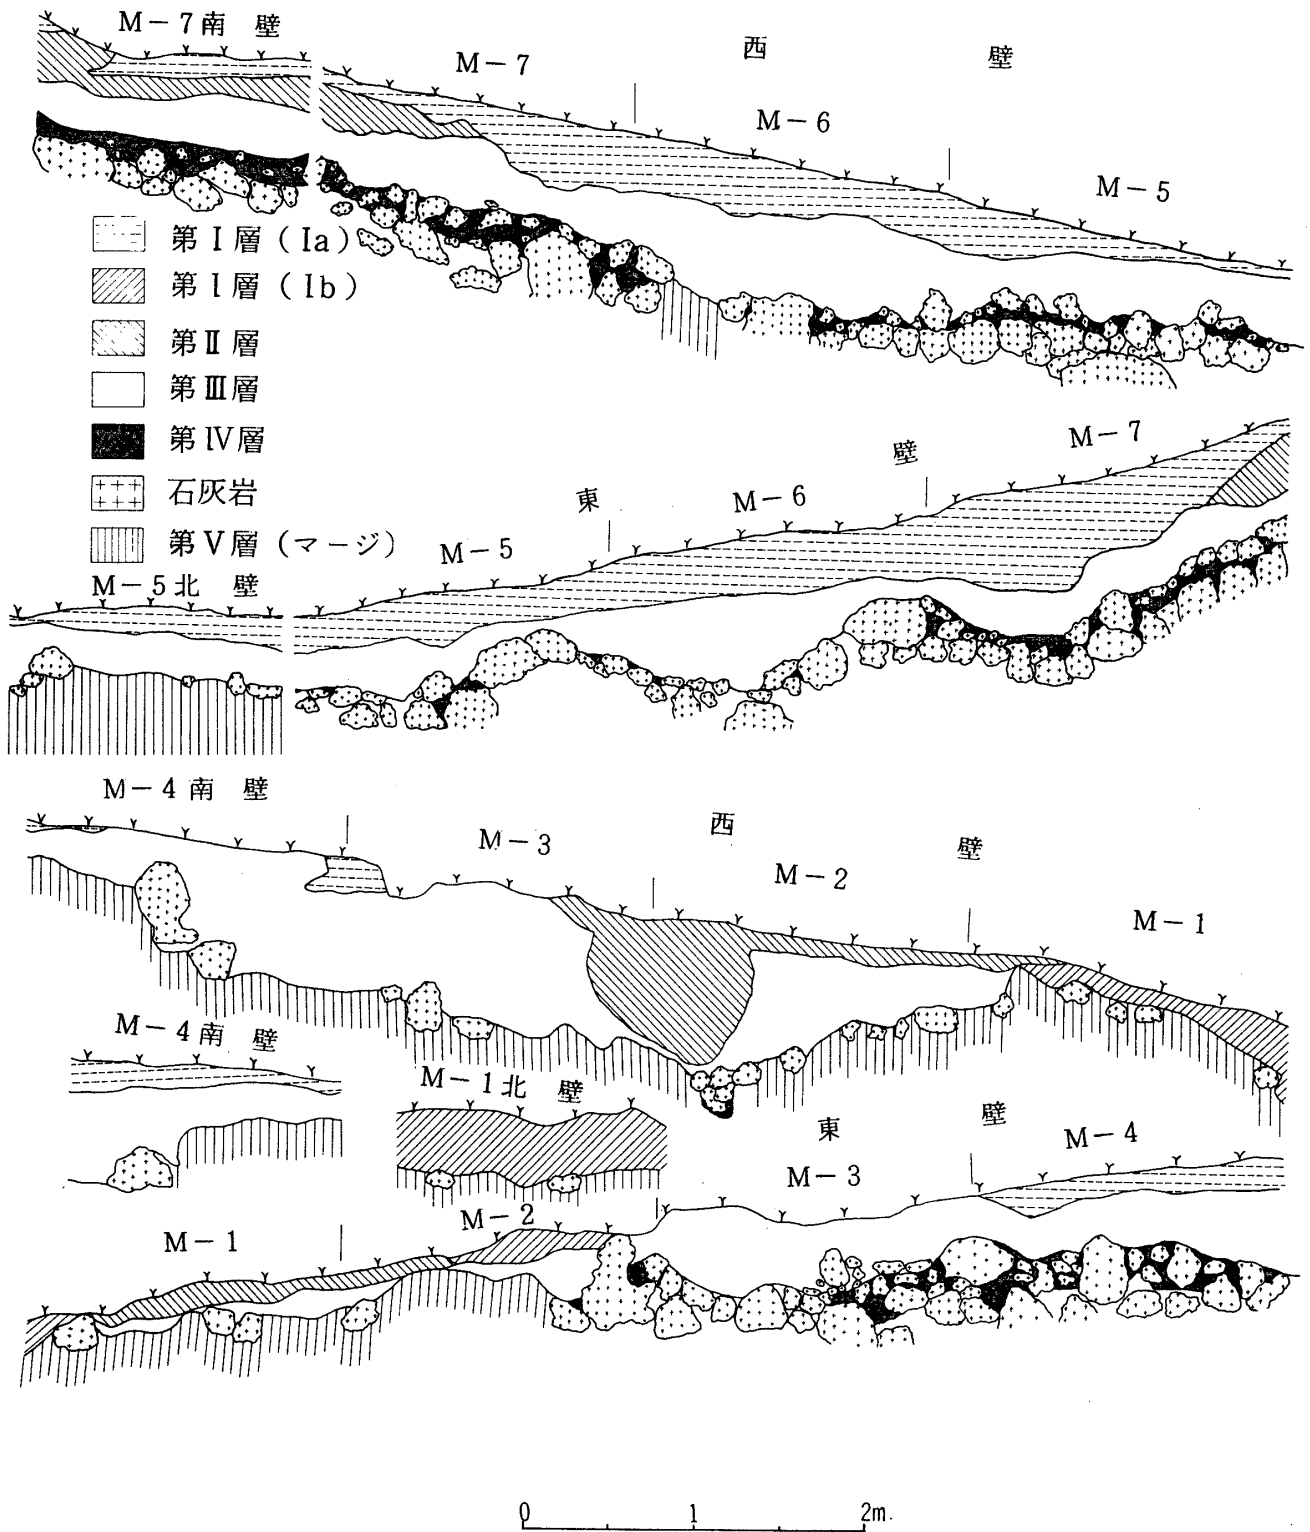 M－7南　壁
M－7
西　壁
M－6
M－5
第Ⅰ層（Ⅰa）
第Ⅰ層（Ⅰb）
第Ⅱ層
第Ⅲ層
第Ⅳ層
石灰岩
第Ⅴ層（マージ）
M－5北　壁
M－5
東　壁
M－6
M－7
M－4南　壁
M－3
西　壁
M－2
M－1
M－4南　壁
M－1北　壁
東　壁
M－4
M－3
M－2
M－1
0　1　2m.